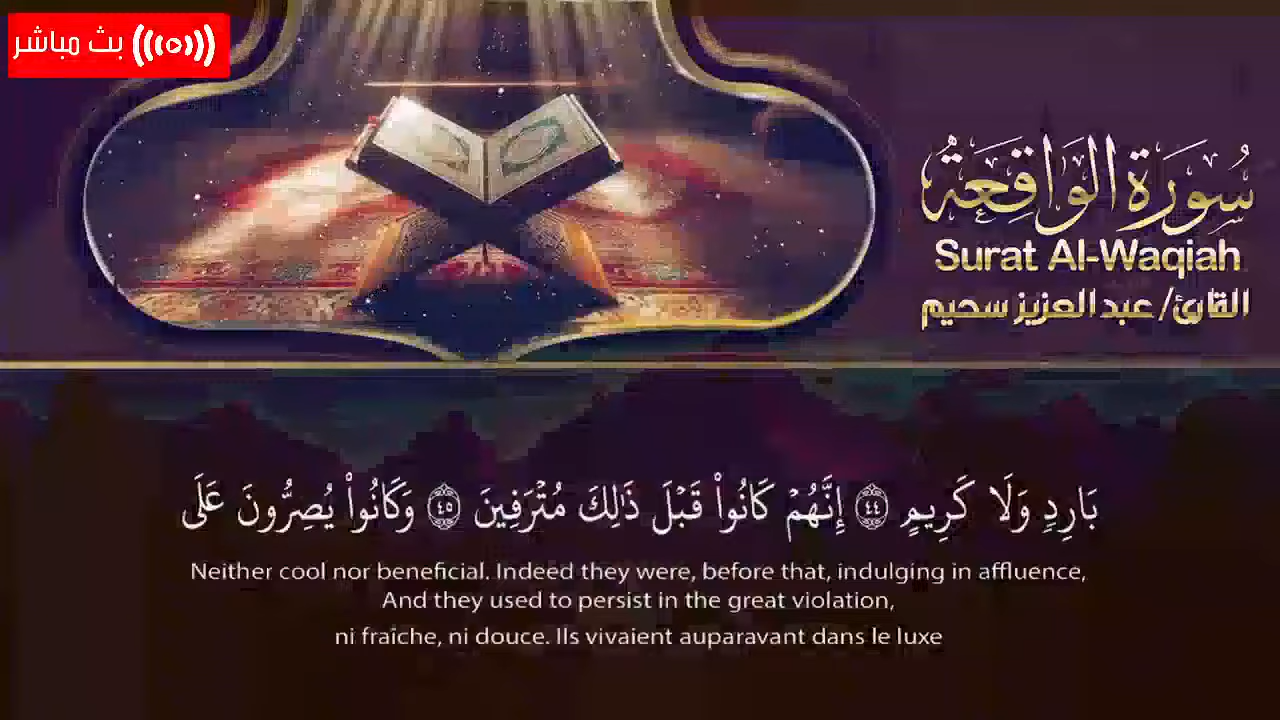 بث مباشر
سُورَةُ الوَاقِعَةُ
Surat Al-Waqiah
القارئ/ عبد العزيز سحيم
بَارِدٍ وَلَا كَرِيمٍ ٤٤ إِنَّهُمْ كَانُوا۟ قَبْلَ ذَٰلِكَ مُتْرَفِينَ ٤٥ وَكَانُوا۟ يُصِرُّونَ عَلَى
Neither cool nor beneficial. Indeed they were, before that, indulging in affluence,
And they used to persist in the great violation,
ni fraîche, ni douce. Ils vivaient auparavant dans le luxe